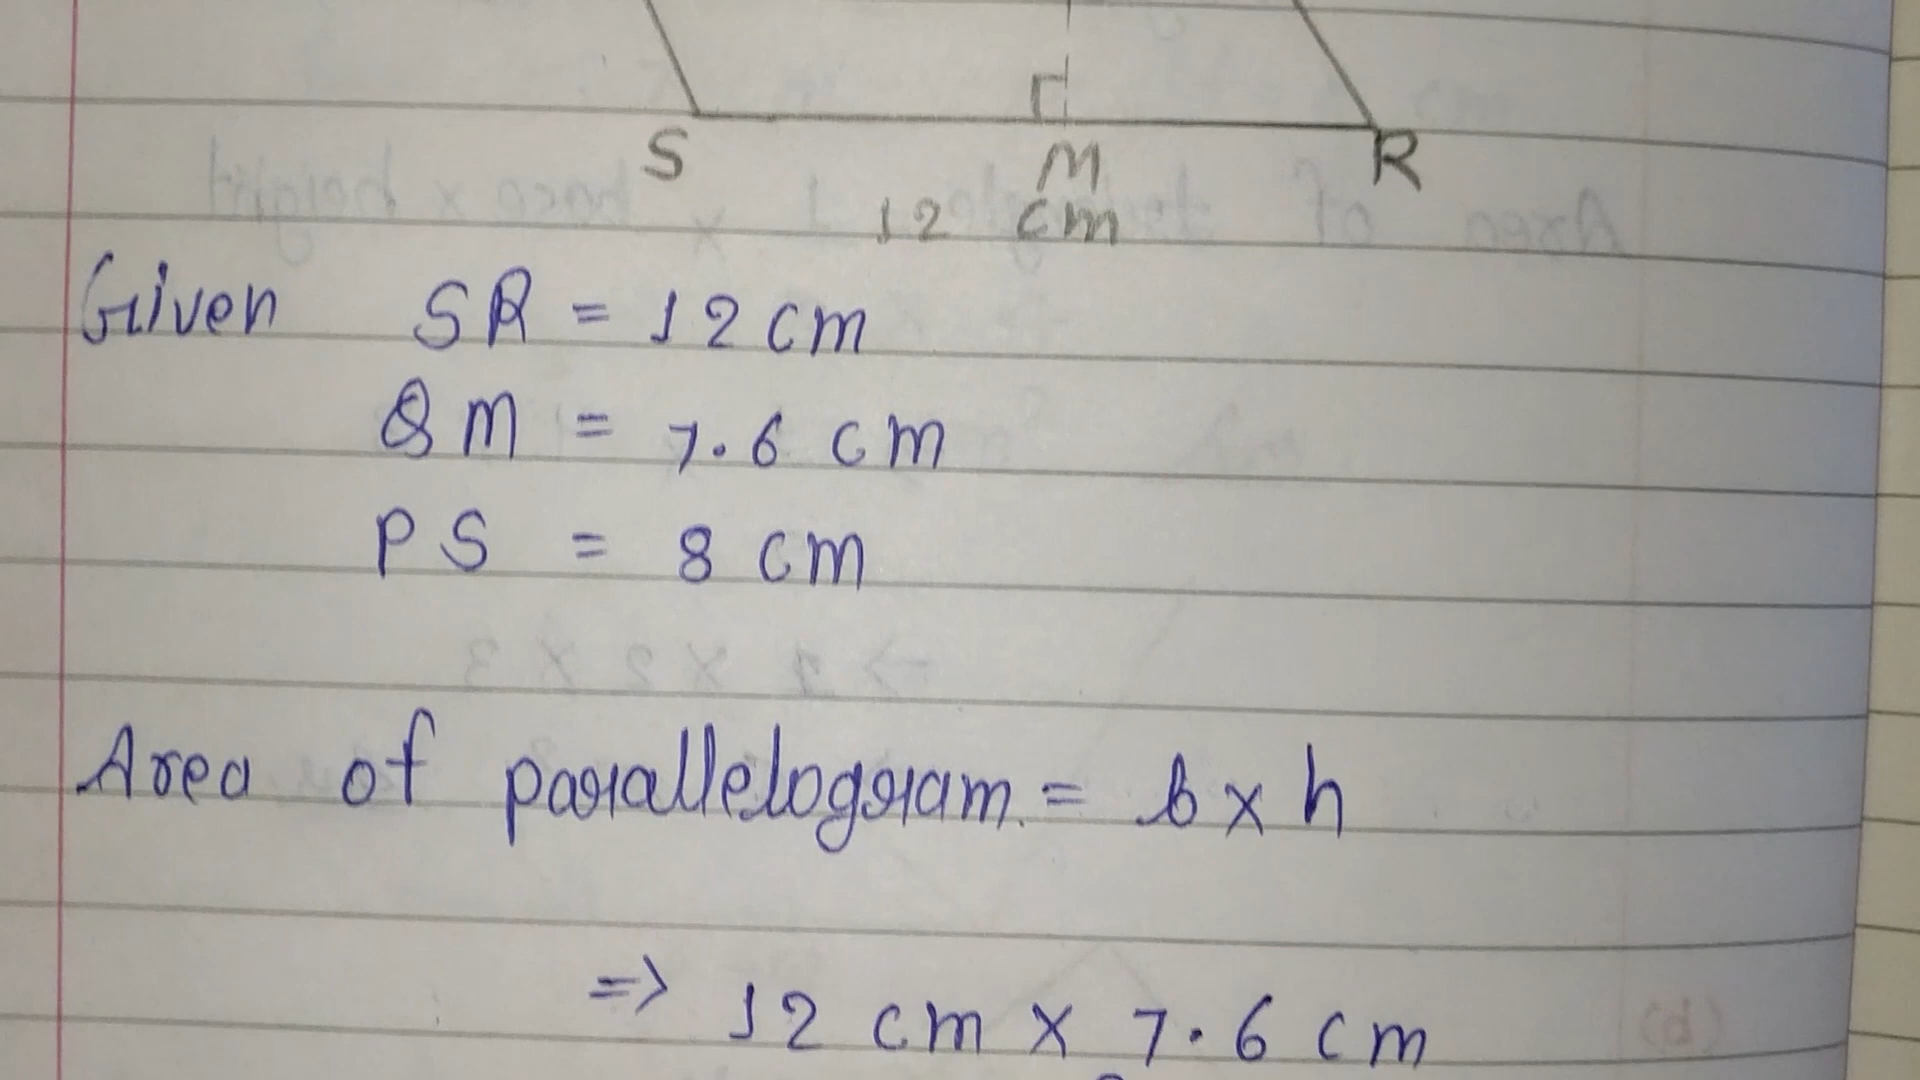 S M R
12 cm
Given SR = 12 cm
QM = 7.6 cm
PS = 8 cm
Area of parallelogram. = b x h
=> 12 cm x 7.6 cm